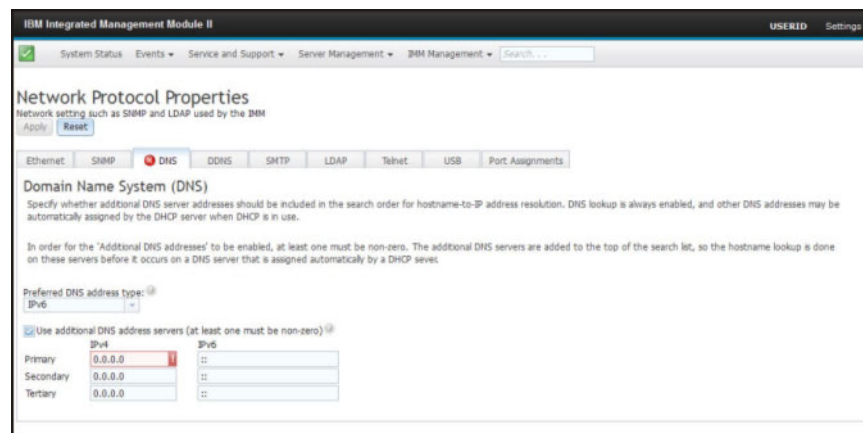 IBM Integrated Management Module II
USERID Settings
System Status Events Service and Support Server Management IMM Management Search. . .
Network Protocol Properties
Network setting such as SNMP and LDAP used by the IMM
Apply Reset
Ethernet SNMP DNS DDNS SMTP LDAP Telnet USB Port Assignments
Domain Name System (DNS)
Specify whether additional DNS server addresses should be included in the search order for hostname-to-IP address resolution. DNS lookup is always enabled, and other DNS addresses may be
automatically assigned by the DHCP server when DHCP is in use.
In order for the 'Additional DNS addresses' to be enabled, at least one must be non-zero. The additional DNS servers are added to the top of the search list, so the hostname lookup is done
on these servers before it occurs on a DNS server that is assigned automatically by a DHCP sever.
Preferred DNS address type:
IPv6
Use additional DNS address servers (at least one must be non-zero)
IPv4 IPv6
Primary 0.0.0.0 ::
Secondary 0.0.0.0 ::
Tertiary 0.0.0.0 ::